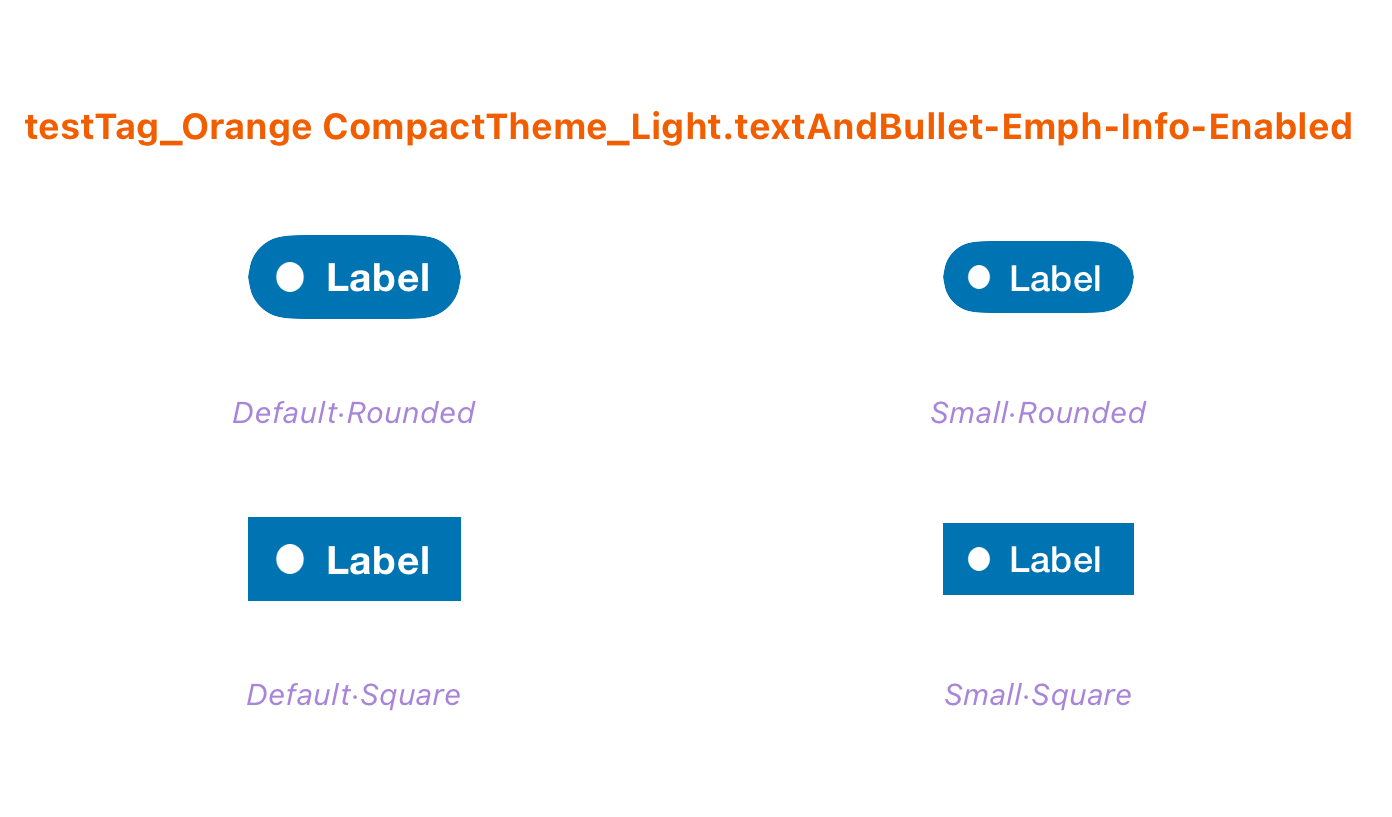 testTag_Orange CompactTheme_Light.textAndBullet-Emph-Info-Enabled
Label
Label
Default·Rounded
Small·Rounded
Label
Label
Default·Square
Small·Square